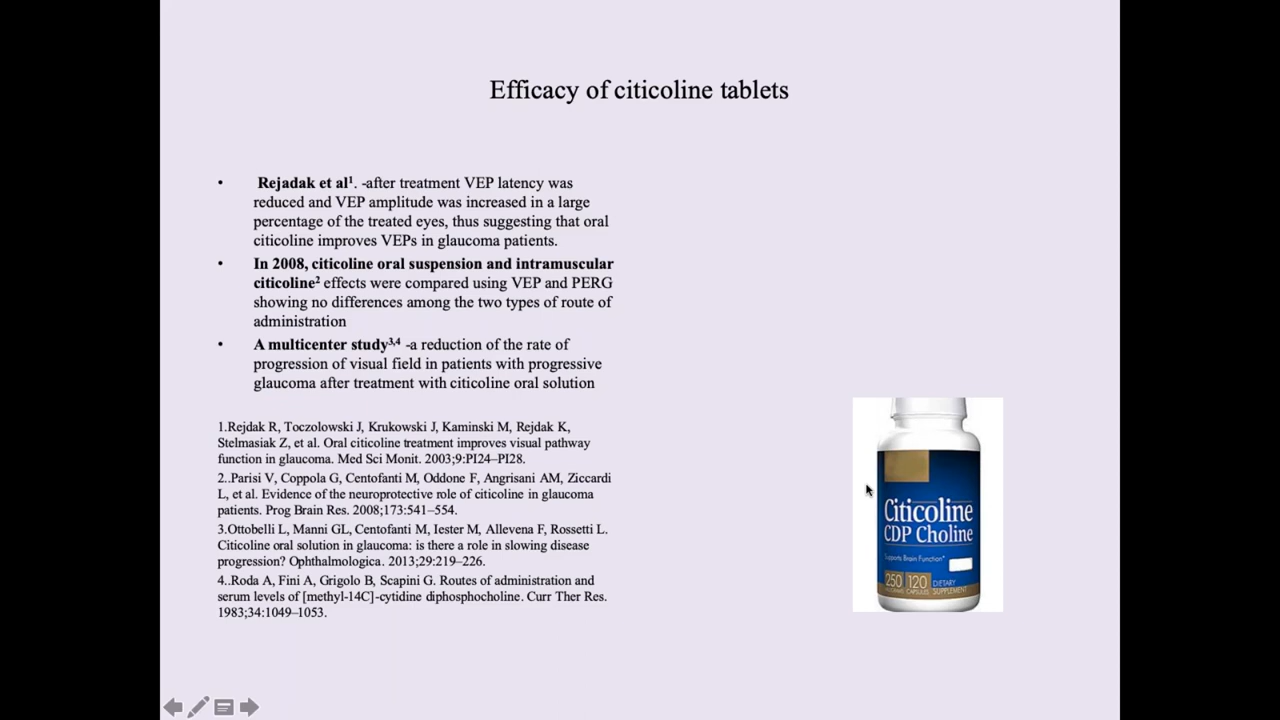 Efficacy of citicoline tablets
• Rejadak et al1. -after treatment VEP latency was
reduced and VEP amplitude was increased in a large
percentage of the treated eyes, thus suggesting that oral
citicoline improves VEPs in glaucoma patients.
• In 2008, citicoline oral suspension and intramuscular
citicoline2 effects were compared using VEP and PERG
showing no differences among the two types of route of
administration
• A multicenter study3,4 -a reduction of the rate of
progression of visual field in patients with progressive
glaucoma after treatment with citicoline oral solution
1.Rejdak R, Toczolowski J, Krukowski J, Kaminski M, Rejdak K,
Stelmasiak Z, et al. Oral citicoline treatment improves visual pathway
function in glaucoma. Med Sci Monit. 2003;9:PI24–PI28.
2..Parisi V, Coppola G, Centofanti M, Oddone F, Angrisani AM, Ziccardi
L, et al. Evidence of the neuroprotective role of citicoline in glaucoma
patients. Prog Brain Res. 2008;173:541–554.
3.Ottobelli L, Manni GL, Centofanti M, Iester M, Allevena F, Rossetti L.
Citicoline oral solution in glaucoma: is there a role in slowing disease
progression? Ophthalmologica. 2013;29:219–226.
4..Roda A, Fini A, Grigolo B, Scapini G. Routes of administration and
serum levels of [methyl-14C]-cytidine diphosphocholine. Curr Ther Res.
1983;34:1049–1053.
Citicoline
CDP Choline
Supports Brain Function*
250 120 DIETARY
CAPSULES SUPPLEMENT